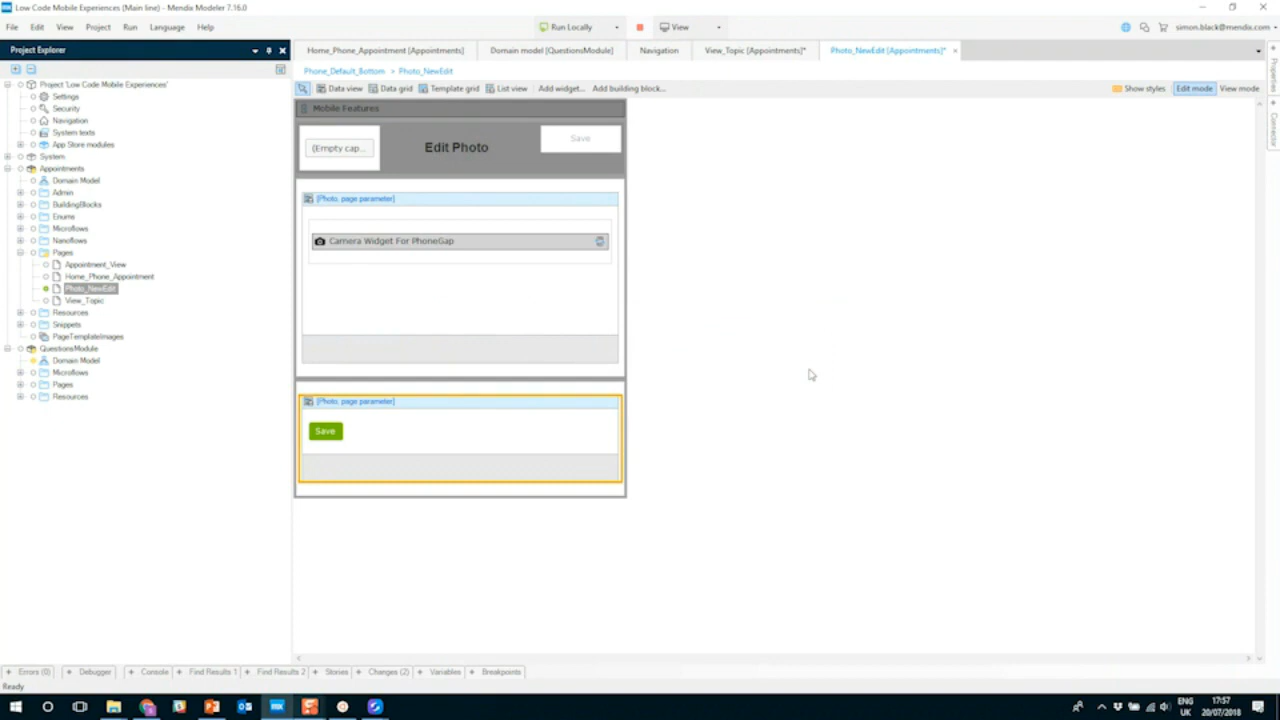 Low Code Mobile Experiences (Main line) - Mendix Modeler 7.16.0
File Edit View Project Run Language Help
Run Locally
View
simon.black@mendix.com
Project Explorer
Home_Phone_Appointment [Appointments] Domain model [QuestionsModule] Navigation View_Topic [Appointments]* Photo_NewEdit [Appointments]*
Phone_Default_Bottom > Photo_NewEdit
Data view Data grid Template grid List view Add widget... Add building block... Show styles Edit mode View mode
Project 'Low Code Mobile Experiences'
Settings
Security
Navigation
System texts
App Store modules
System
Appointments
Domain Model
Admin
BuildingBlocks
Enums
Microflows
Nanoflows
Pages
Appointment_View
Home_Phone_Appointment
Photo_NewEdit
View_Topic
Resources
Snippets
PageTemplateImages
QuestionsModule
Domain Model
Microflows
Pages
Resources
Mobile Features
(Empty cap... Edit Photo Save
[Photo, page parameter]
Camera Widget For PhoneGap
[Photo, page parameter]
Save
Properties
Connector
Errors (0) Debugger Console Find Results 1 Find Results 2 Stories Changes (2) Variables Breakpoints
Ready
ENG
UK
17:57
20/07/2018